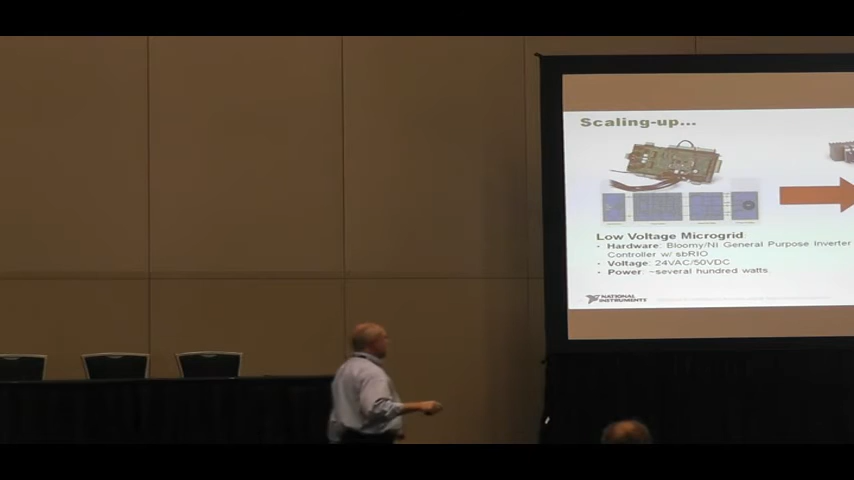 Scaling-up...
Low Voltage Microgrid
• Hardware: Bloomy/NI General Purpose Inverter
Controller w/ sbRIO
• Voltage: 24VAC/50VDC
• Power: ~several hundred watts
NATIONAL
INSTRUMENTS